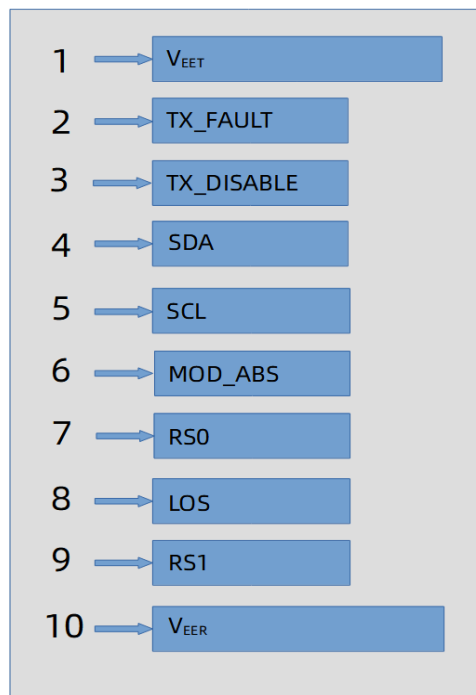 1 VEET
2 TX_FAULT
3 TX_DISABLE
4 SDA
5 SCL
6 MOD_ABS
7 RS0
8 LOS
9 RS1
10 VEER